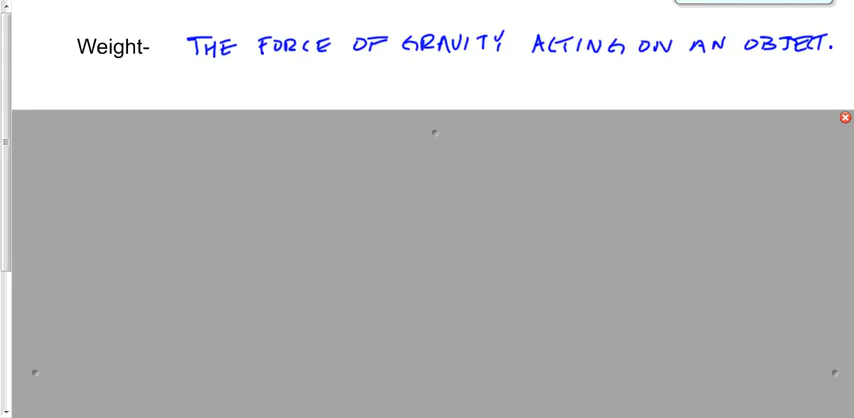 Weight- THE FORCE OF GRAVITY ACTING ON AN OBJECT.